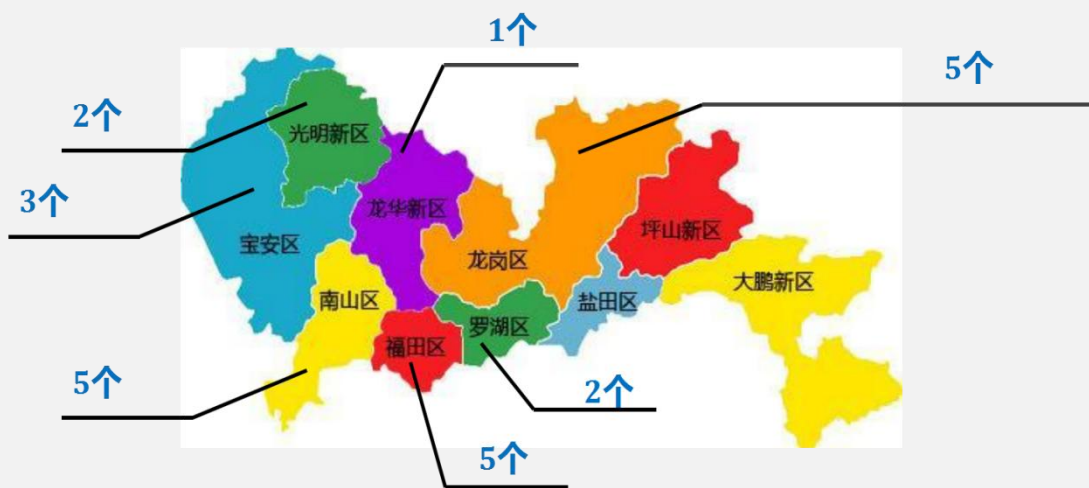 1个
5个
2个
光明新区
3个
龙华新区
坪山新区
宝安区
龙岗区
大鹏新区
南山区
盐田区
罗湖区
福田区
5个
2个
5个